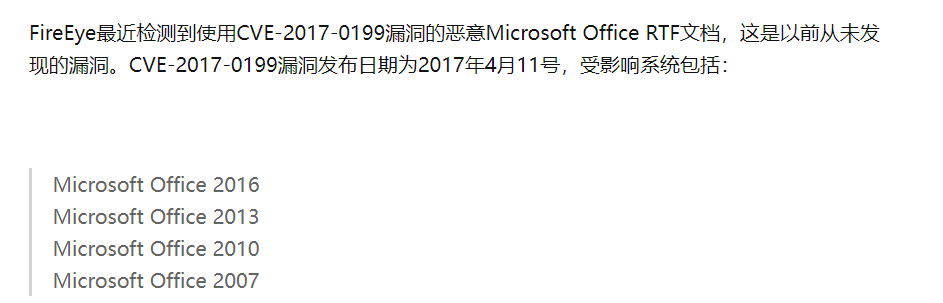 FireEye最近检测到使用CVE-2017-0199漏洞的恶意Microsoft Office RTF文档，这是以前从未发
现的漏洞。CVE-2017-0199漏洞发布日期为2017年4月11号，受影响系统包括：
Microsoft Office 2016
Microsoft Office 2013
Microsoft Office 2010
Microsoft Office 2007